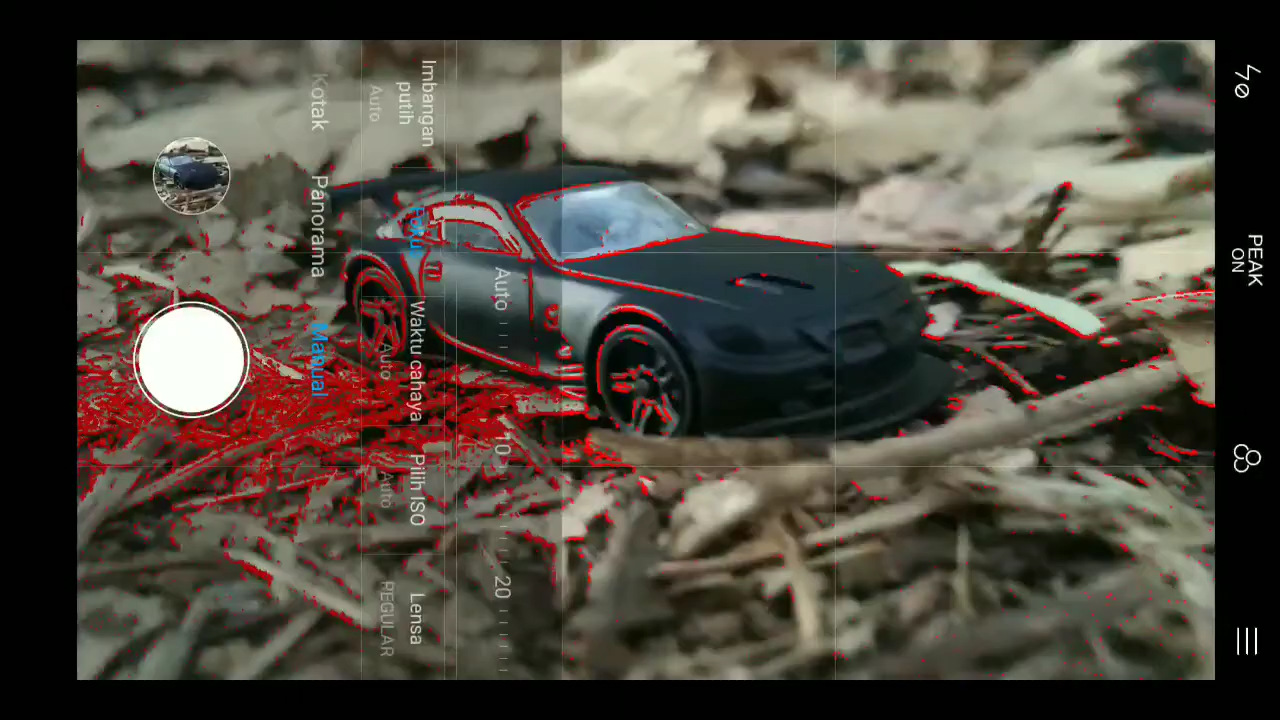 PEAK
ON
Auto
10
20
Imbangan
putih
Auto
Waktu cahaya
Auto
Pilih ISO
Auto
Lensa
REGULAR
Kotak
Panorama
Manual